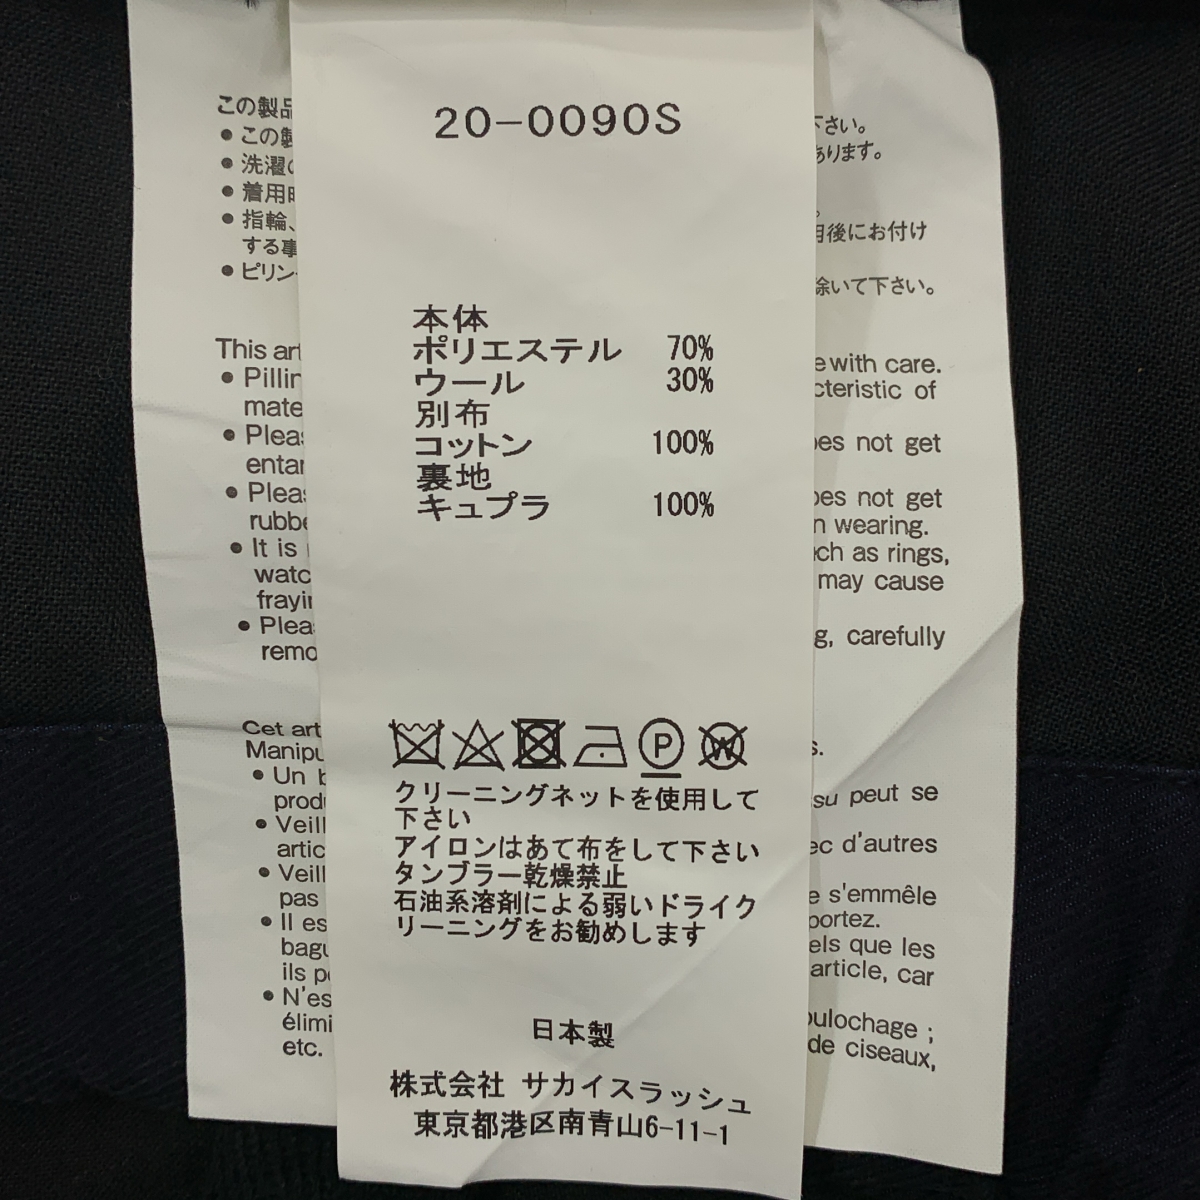 20-0090S
本体
ポリエステル 70%
ウール 30%
別布
コットン 100%
裏地
キュプラ 100%
P
W
クリーニングネットを使用して
下さい
アイロンはあて布をして下さい
タンブラー乾燥禁止
石油系溶剤による弱いドライク
リーニングをお勧めします
日本製
株式会社 サカイスラッシュ
東京都港区南青山6-11-1
この製品
• この製
• 洗濯の
• 着用時
• 指輪、
する事
• ピリン
下さい。
あります。
用後にお付け
除いて下さい。
This art
• Pillin
mate
• Pleas
entan
• Pleas
rubbe
• It is
watc
frayin
• Pleas
remo
e with care.
cteristic of
oes not get
oes not get
n wearing.
ch as rings,
may cause
g, carefully
Cet art
Manipu
• Un b
prod
• Veill
artic
• Veill
pas
• Il es
bagu
ils p
• N'es
élimi
etc.
s.
su peut se
ec d'autres
e s'emmêle
portez.
els que les
article, car
oulochage ;
de ciseaux,